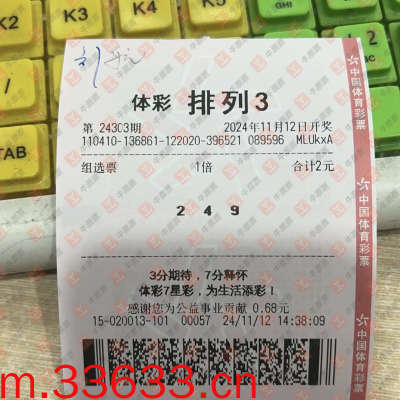 K2
K3
K4
K5
GHI
2
TAB
体彩 排列3
第 24303期 2024年11月12日开奖
110410-136861-122020-396521 089596 MLUkxA
组选票 1倍 合计2元
2 4 9
3分期待，7分释怀
体彩7星彩，为生活添彩！
感谢您为公益事业贡献 0.68元
15-020013-101 00057 24/11/12 14:38:09
中国体育彩票
中国体育彩票
中国体育彩票
m.33633.com